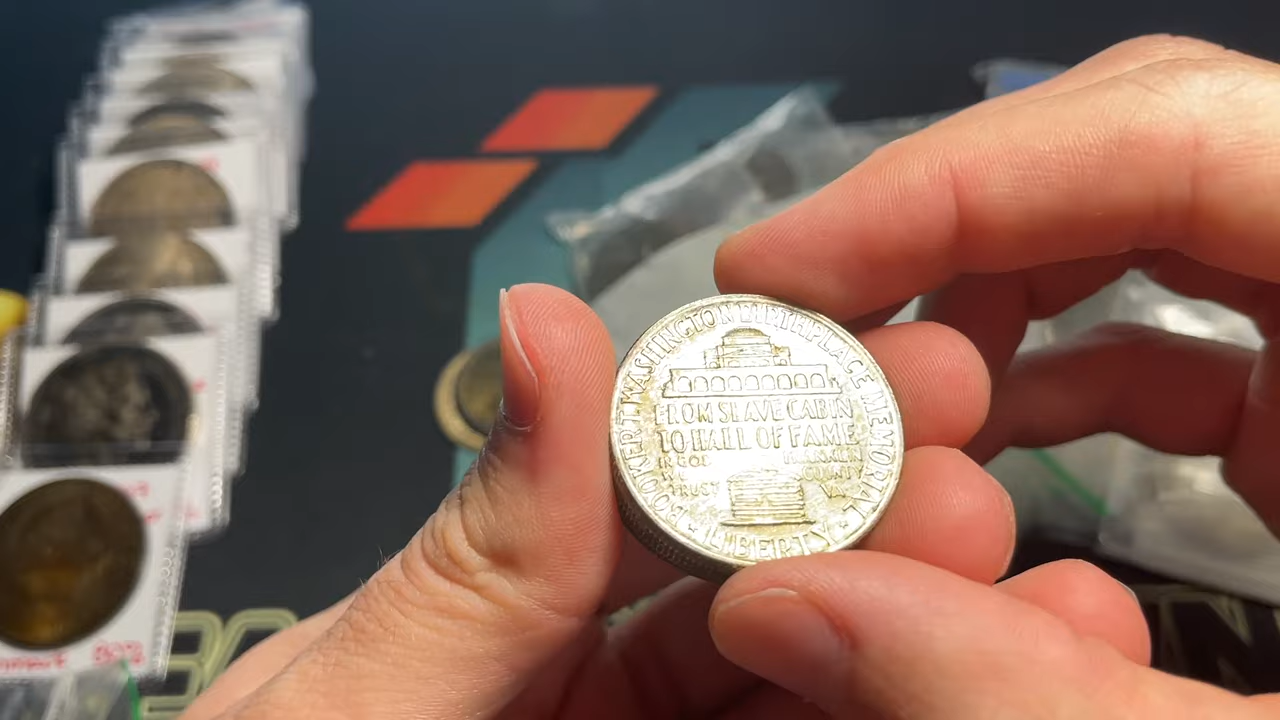 BOOKER T. WASHINGTON BIRTHPLACE MEMORIAL
FROM SLAVE CABIN
TO HALL OF FAME
IN GOD
WE
TRUST
FRANKLIN
COUNTY
VA.
LIBERTY